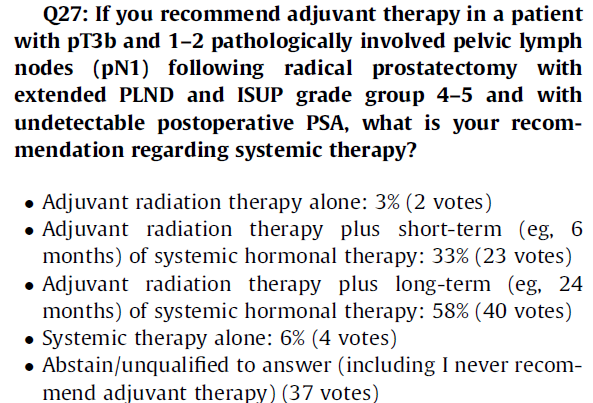 Q27: If you recommend adjuvant therapy in a patient
with pT3b and 1–2 pathologically involved pelvic lymph
nodes (pN1) following radical prostatectomy with
extended PLND and ISUP grade group 4–5 and with
undetectable postoperative PSA, what is your recom-
mendation regarding systemic therapy?
• Adjuvant radiation therapy alone: 3% (2 votes)
• Adjuvant radiation therapy plus short-term (eg, 6
months) of systemic hormonal therapy: 33% (23 votes)
• Adjuvant radiation therapy plus long-term (eg, 24
months) of systemic hormonal therapy: 58% (40 votes)
• Systemic therapy alone: 6% (4 votes)
• Abstain/unqualified to answer (including I never recom-
mend adjuvant therapy) (37 votes)